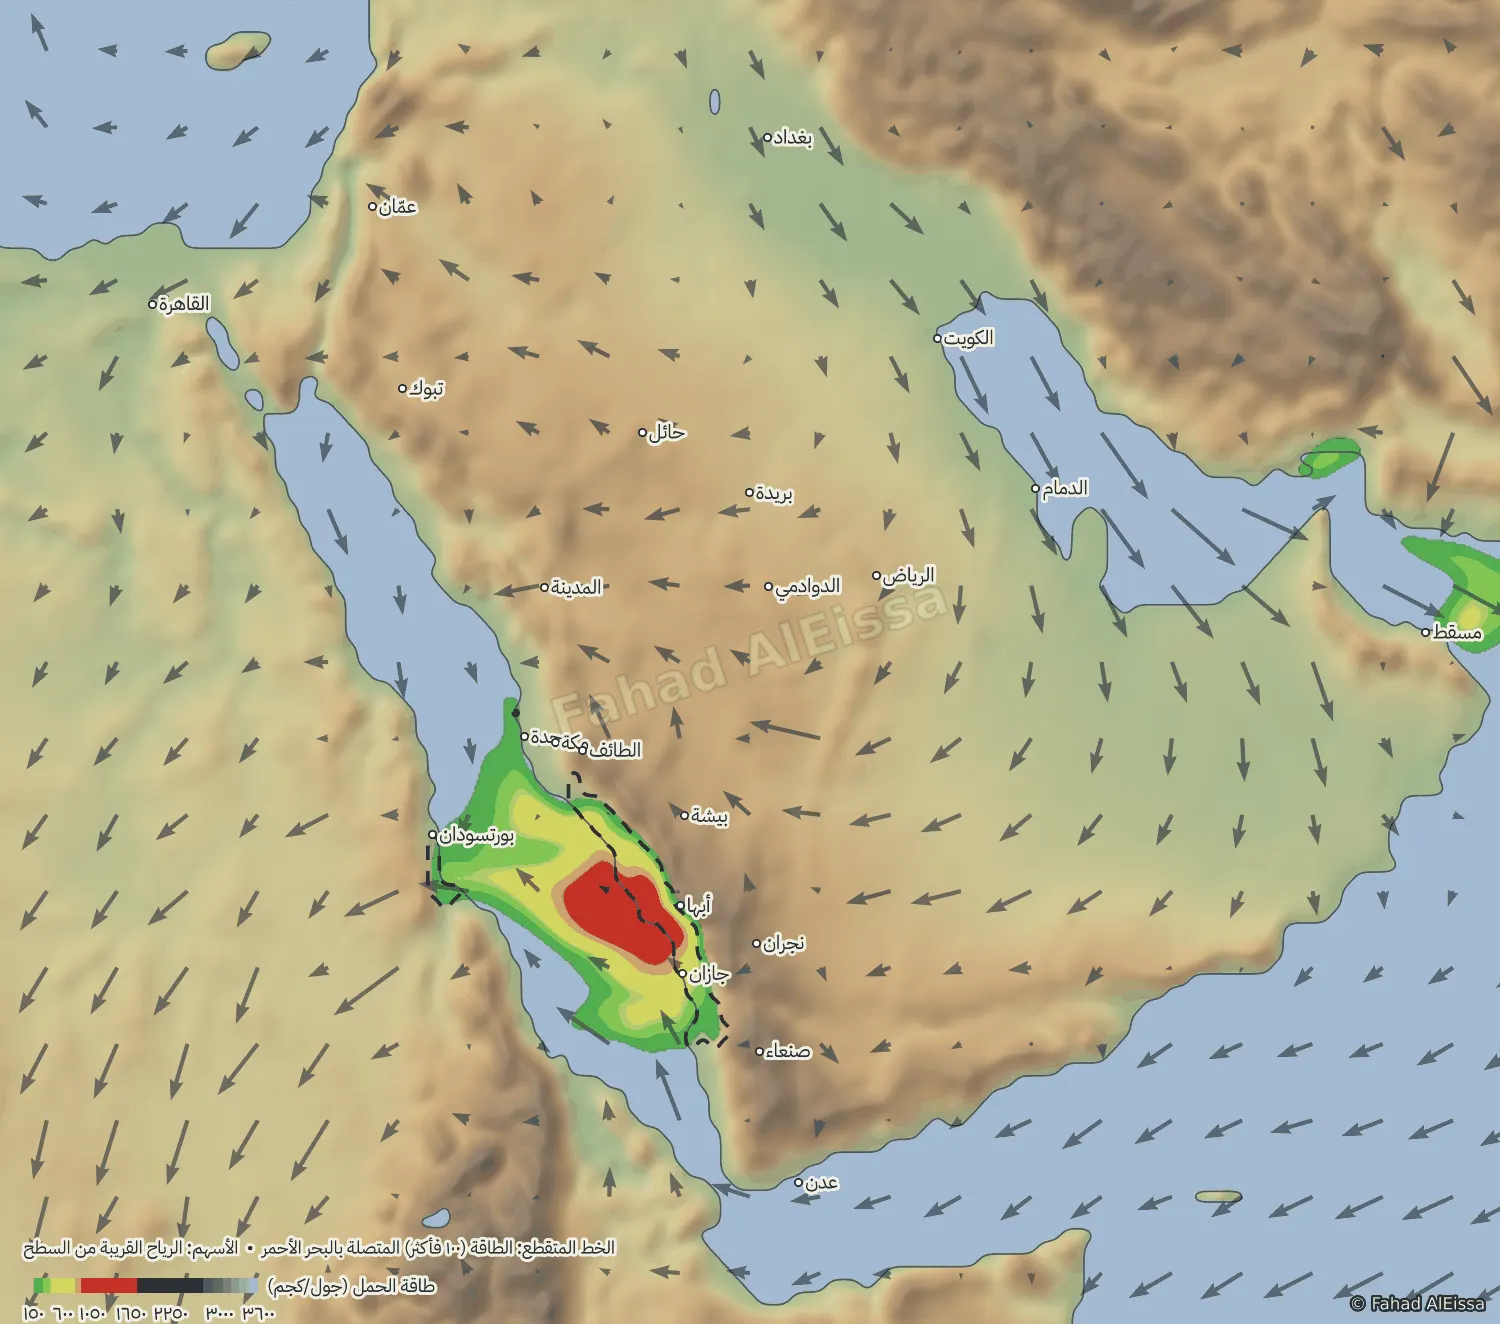 بغداد
عمّان
القاهرة
الكويت
تبوك
حائل
الدمام
بريدة
الرياض
الدوادمي
المدينة
مسقط
Fahad AlEissa
جدة
مكة
الطائف
بيشة
بورتسودان
أبها
نجران
جازان
صنعاء
عدن
الخط المتقطع: الطاقة (١٠٠ فأكثر) المتصلة بالبحر الأحمر • الأسهم: الرياح القريبة من السطح
طاقة الحمل (جول/كجم)
١٥٠ ٦٠٠ ١٠٥٠ ١٦٥٠ ٢٢٥٠ ٣٠٠٠ ٣٦٠٠
© Fahad AlEissa